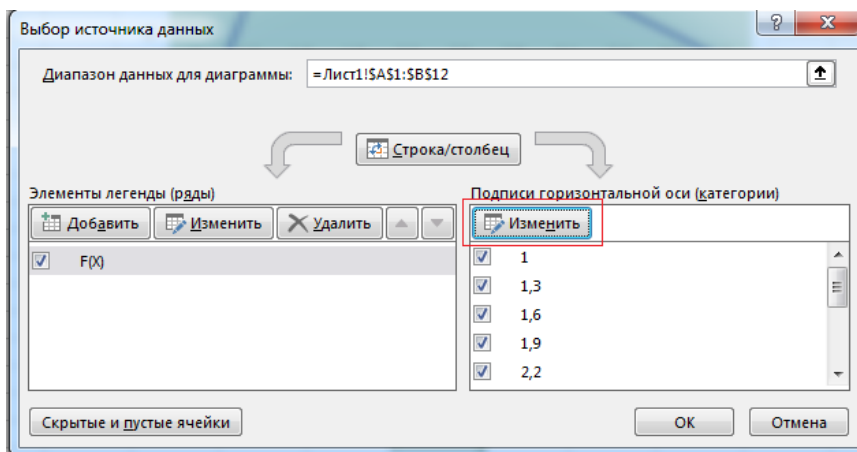 Выбор источника данных
Диапазон данных для диаграммы: =Лист1!$A$1:$B$12
Строка/столбец
Элементы легенды (ряды)
Подписи горизонтальной оси (категории)
Добавить Изменить Удалить
Изменить
F(X)
1
1,3
1,6
1,9
2,2
Скрытые и пустые ячейки
ОК Отмена